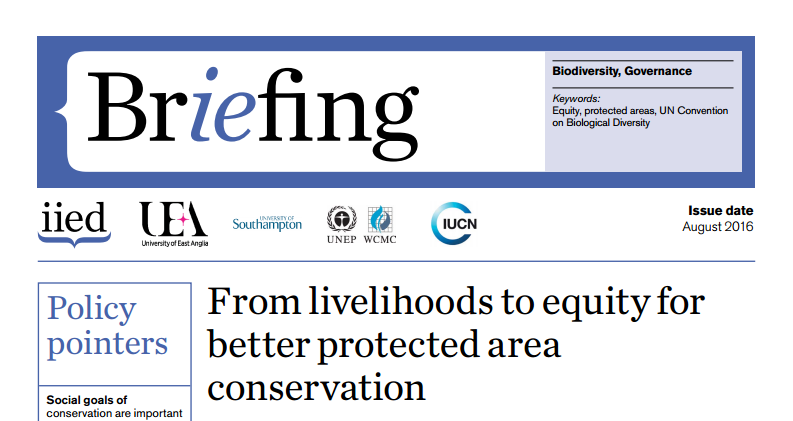 Briefing
Biodiversity, Governance
Keywords:
Equity, protected areas, UN Convention
on Biological Diversity
iied
UEA
University of East Anglia
UNIVERSITY OF
Southampton
UNEP WCMC
IUCN
Issue date
August 2016
Policy
pointers
Social goals of
conservation are important
From livelihoods to equity for
better protected area
conservation